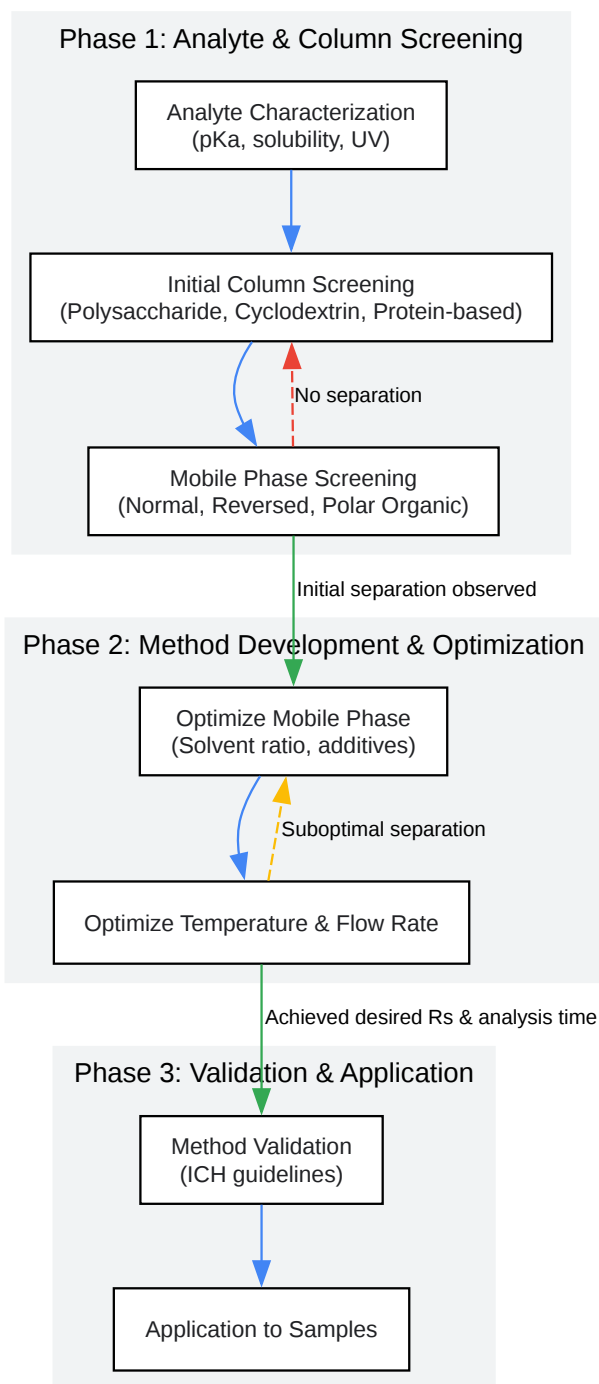 Phase 1: Analyte & Column Screening
Analyte Characterization
(pKa, solubility, UV)
Initial Column Screening
(Polysaccharide, Cyclodextrin, Protein-based)
No separation
Mobile Phase Screening
(Normal, Reversed, Polar Organic)
Initial separation observed
Phase 2: Method Development & Optimization
Optimize Mobile Phase
(Solvent ratio, additives)
Suboptimal separation
Optimize Temperature & Flow Rate
Achieved desired Rs & analysis time
Phase 3: Validation & Application
Method Validation
(ICH guidelines)
Application to Samples